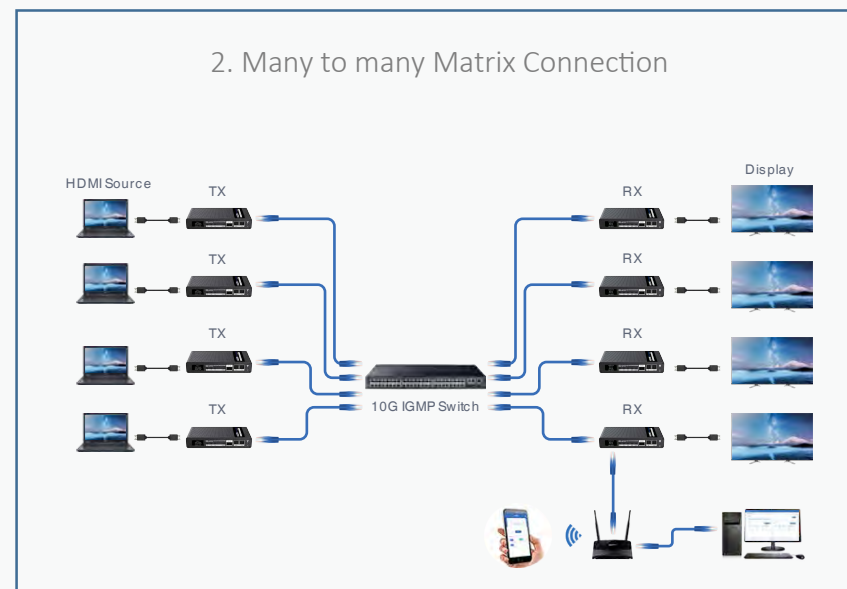 2. Many to many Matrix Connection
HDMI Source
TX
RX
Display
TX
RX
TX
RX
TX
10G IGMP Switch
RX